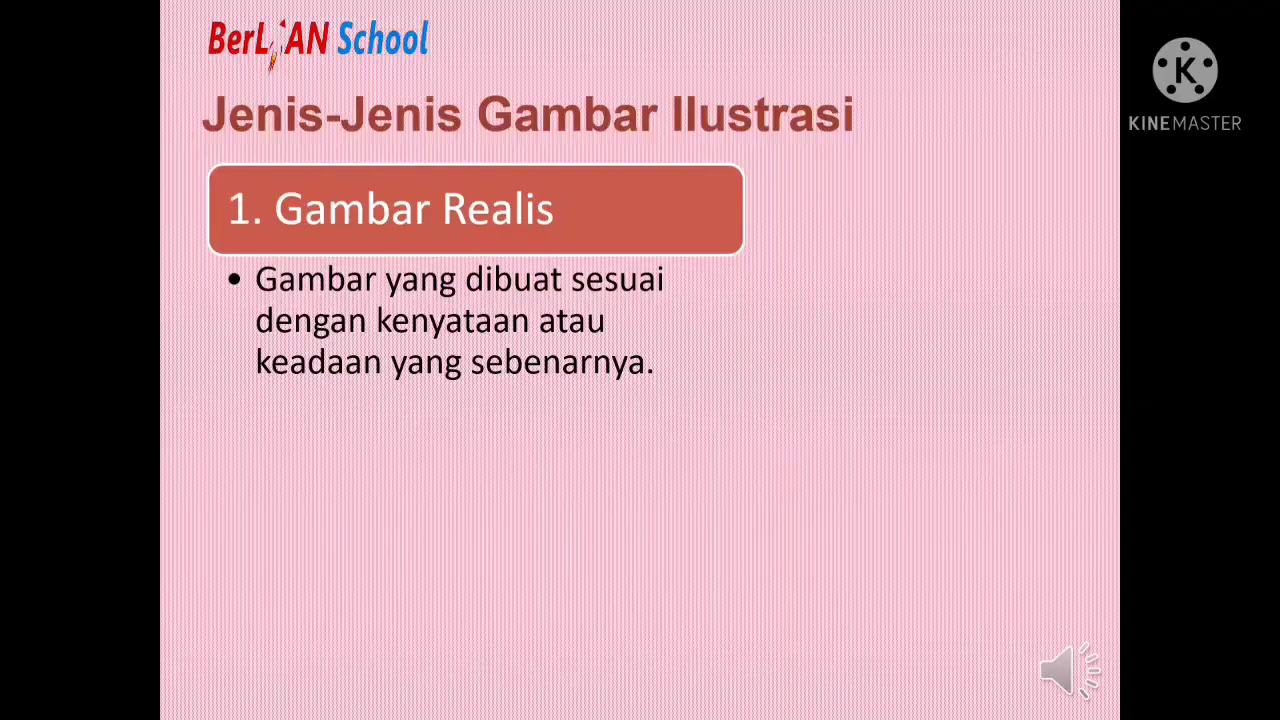 BerLIAN School
Jenis-Jenis Gambar Ilustrasi
1. Gambar Realis
• Gambar yang dibuat sesuai
dengan kenyataan atau
keadaan yang sebenarnya.
K
KINEMASTER